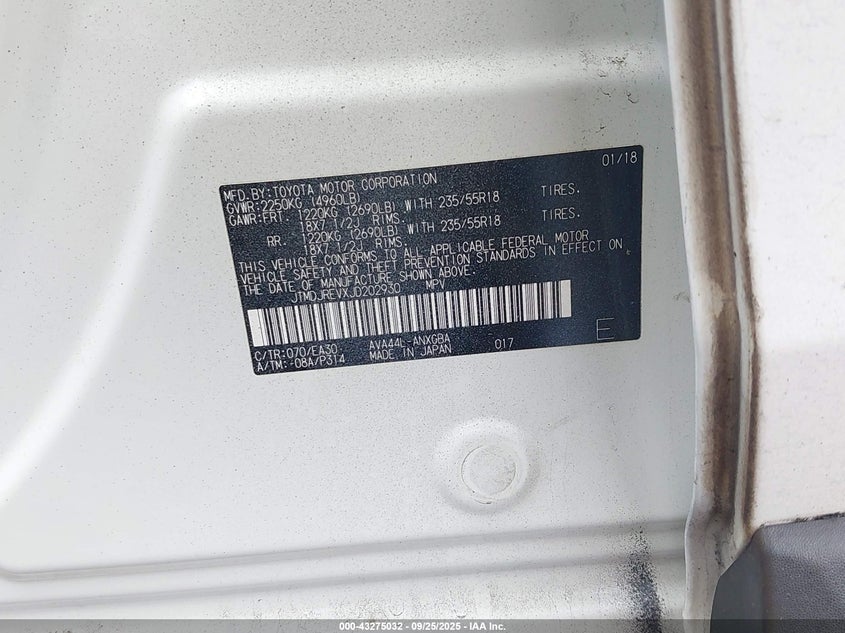 01/18
MFD.BY:TOYOTA MOTOR CORPORATION
GVWR:2250KG (4960LB)
GAWR:FRT. 1220KG (2690LB) WITH 235/55R18 TIRES.
18X7 1/2J RIMS.
RR. 1220KG (2690LB) WITH 235/55R18 TIRES.
18X7 1/2J RIMS.
THIS VEHICLE CONFORMS TO ALL APPLICABLE FEDERAL MOTOR
VEHICLE SAFETY AND THEFT PREVENTION STANDARDS IN EFFECT ON
THE DATE OF MANUFACTURE SHOWN ABOVE.
JTMDJREVXJD202930 MPV
C/TR:070/EA30 AVA44L-ANXGBA 017 E
A/TM:-08A/P314 MADE IN JAPAN
000-43275032 - 09/25/2025 - IAA Inc.